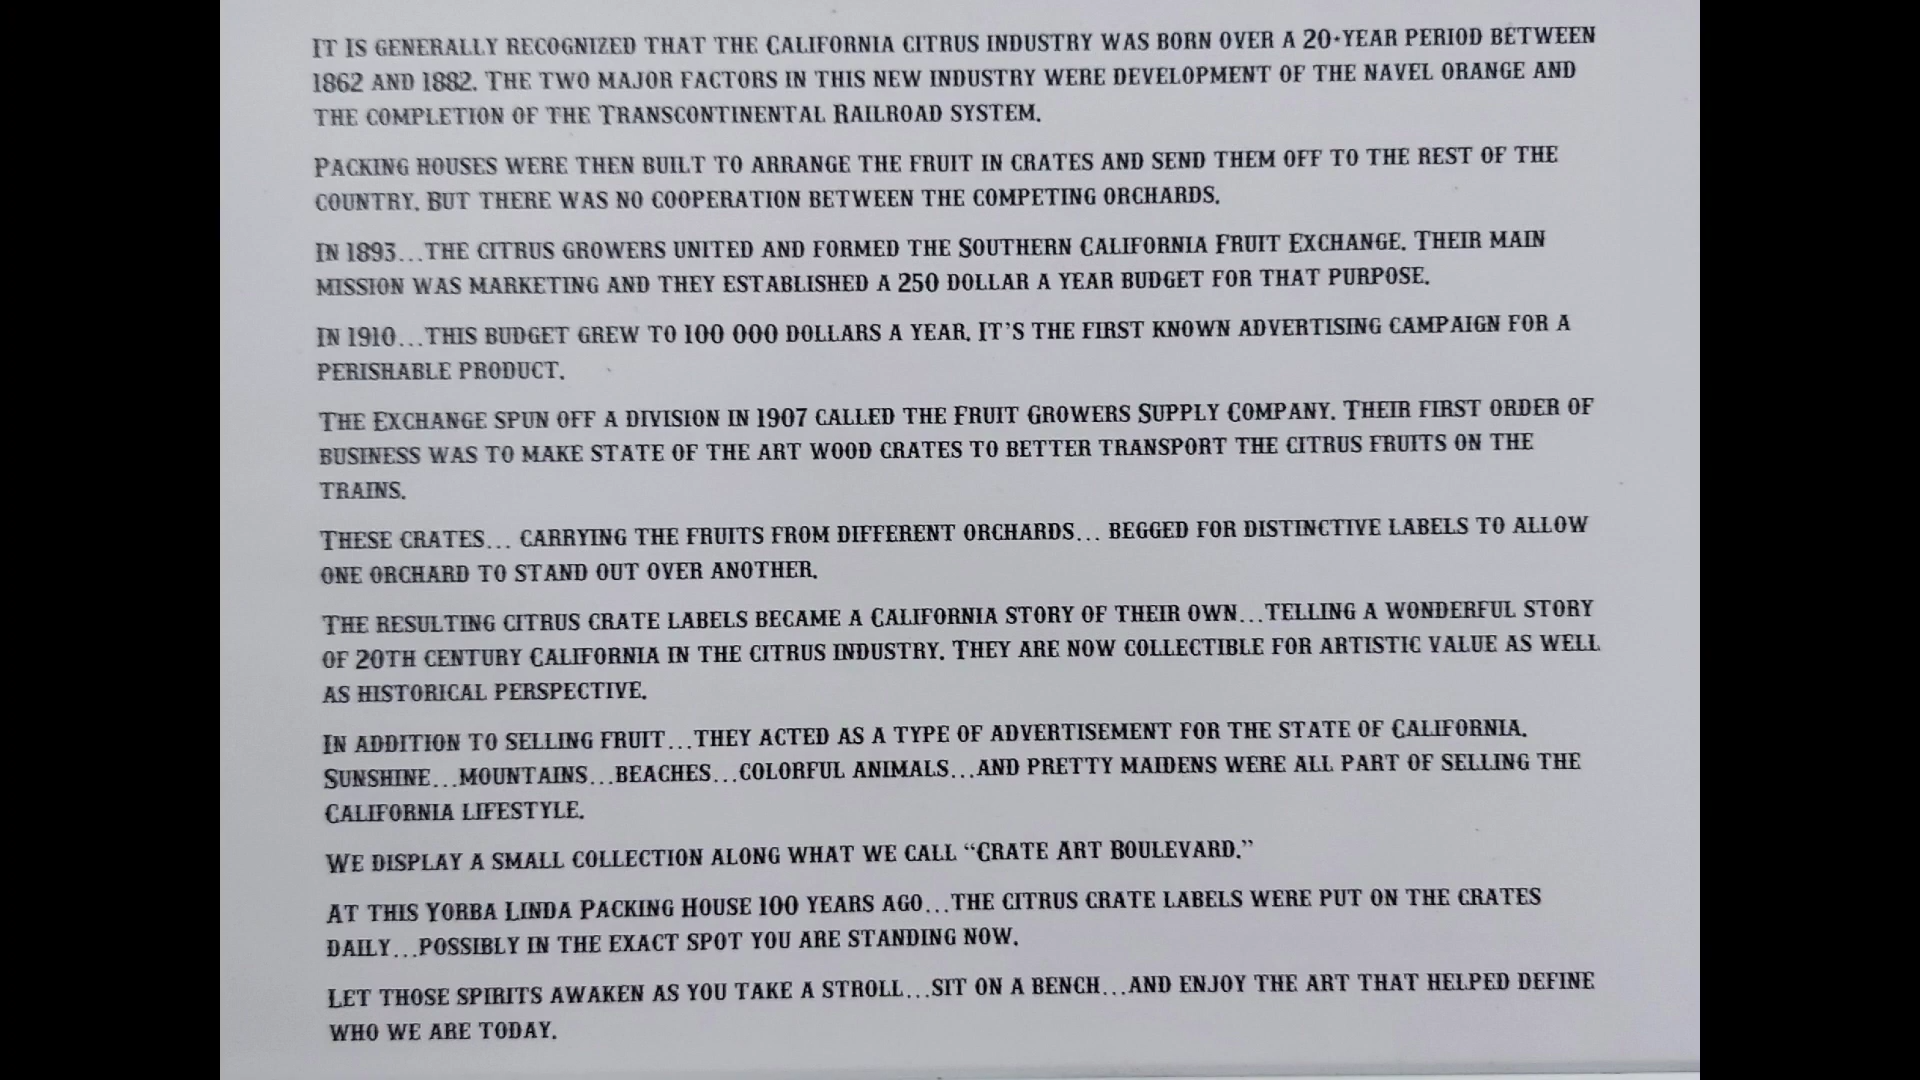 It Is generally recognized that the California citrus industry was born over a 20-year period between
1862 and 1882. The two major factors in this new industry were development of the navel orange and
the completion of the Transcontinental Railroad system.
Packing houses were then built to arrange the fruit in crates and send them off to the rest of the
country. But there was no cooperation between the competing orchards.
In 1893...the citrus growers united and formed the Southern California Fruit Exchange. Their main
mission was marketing and they established a 250 dollar a year budget for that purpose.
In 1910...this budget grew to 100 000 dollars a year. It's the first known advertising campaign for a
perishable product.
The Exchange spun off a division in 1907 called the Fruit Growers Supply Company. Their first order of
business was to make state of the art wood crates to better transport the citrus fruits on the
trains.
These crates... carrying the fruits from different orchards... begged for distinctive labels to allow
one orchard to stand out over another.
The resulting citrus crate labels became a California story of their own...telling a wonderful story
of 20th century California in the citrus industry. They are now collectible for artistic value as well
as historical perspective.
In addition to selling fruit...they acted as a type of advertisement for the state of California.
Sunshine...mountains...beaches...colorful animals...and pretty maidens were all part of selling the
California lifestyle.
We display a small collection along what we call “Crate Art Boulevard.”
At this Yorba Linda Packing House 100 years ago...the citrus crate labels were put on the crates
daily...possibly in the exact spot you are standing now.
Let those spirits awaken as you take a stroll...sit on a bench...and enjoy the art that helped define
who we are today.